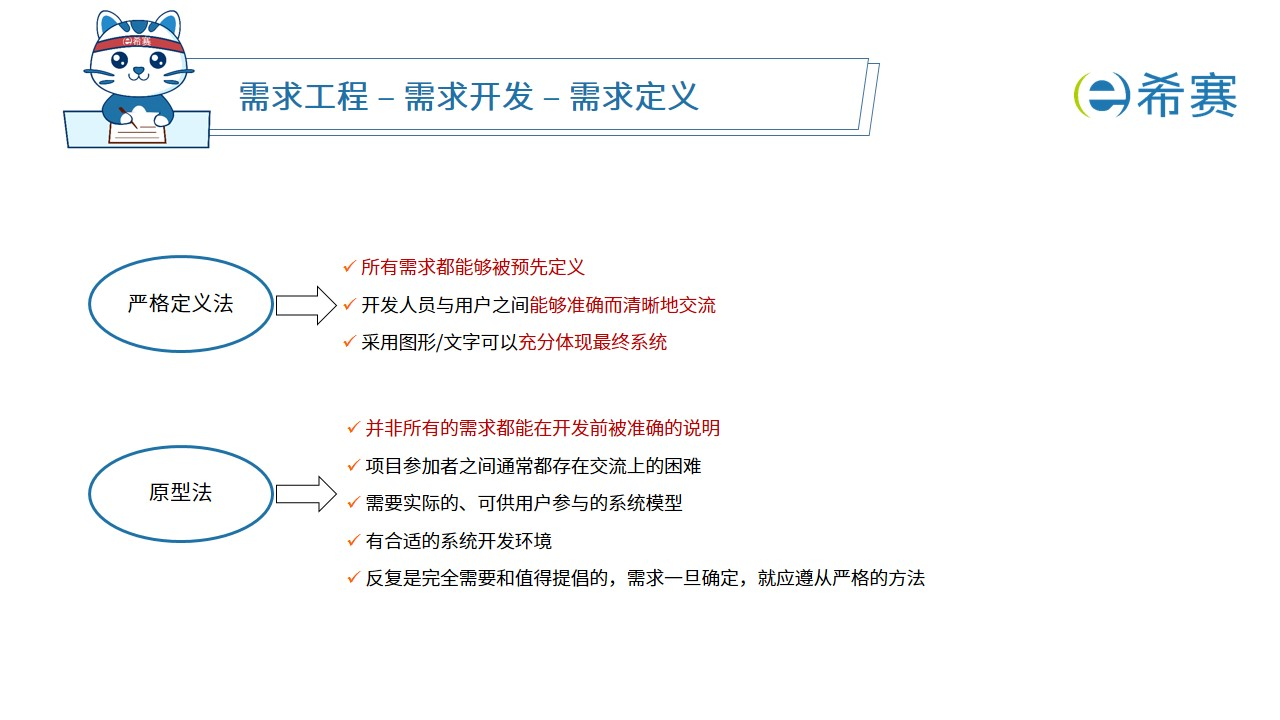 希赛
需求工程 – 需求开发 – 需求定义
希赛
严格定义法
所有需求都能够被预先定义
开发人员与用户之间能够准确而清晰地交流
采用图形/文字可以充分体现最终系统
原型法
并非所有的需求都能在开发前被准确的说明
项目参加者之间通常都存在交流上的困难
需要实际的、可供用户参与的系统模型
有合适的系统开发环境
反复是完全需要和值得提倡的，需求一旦确定，就应遵从严格的方法